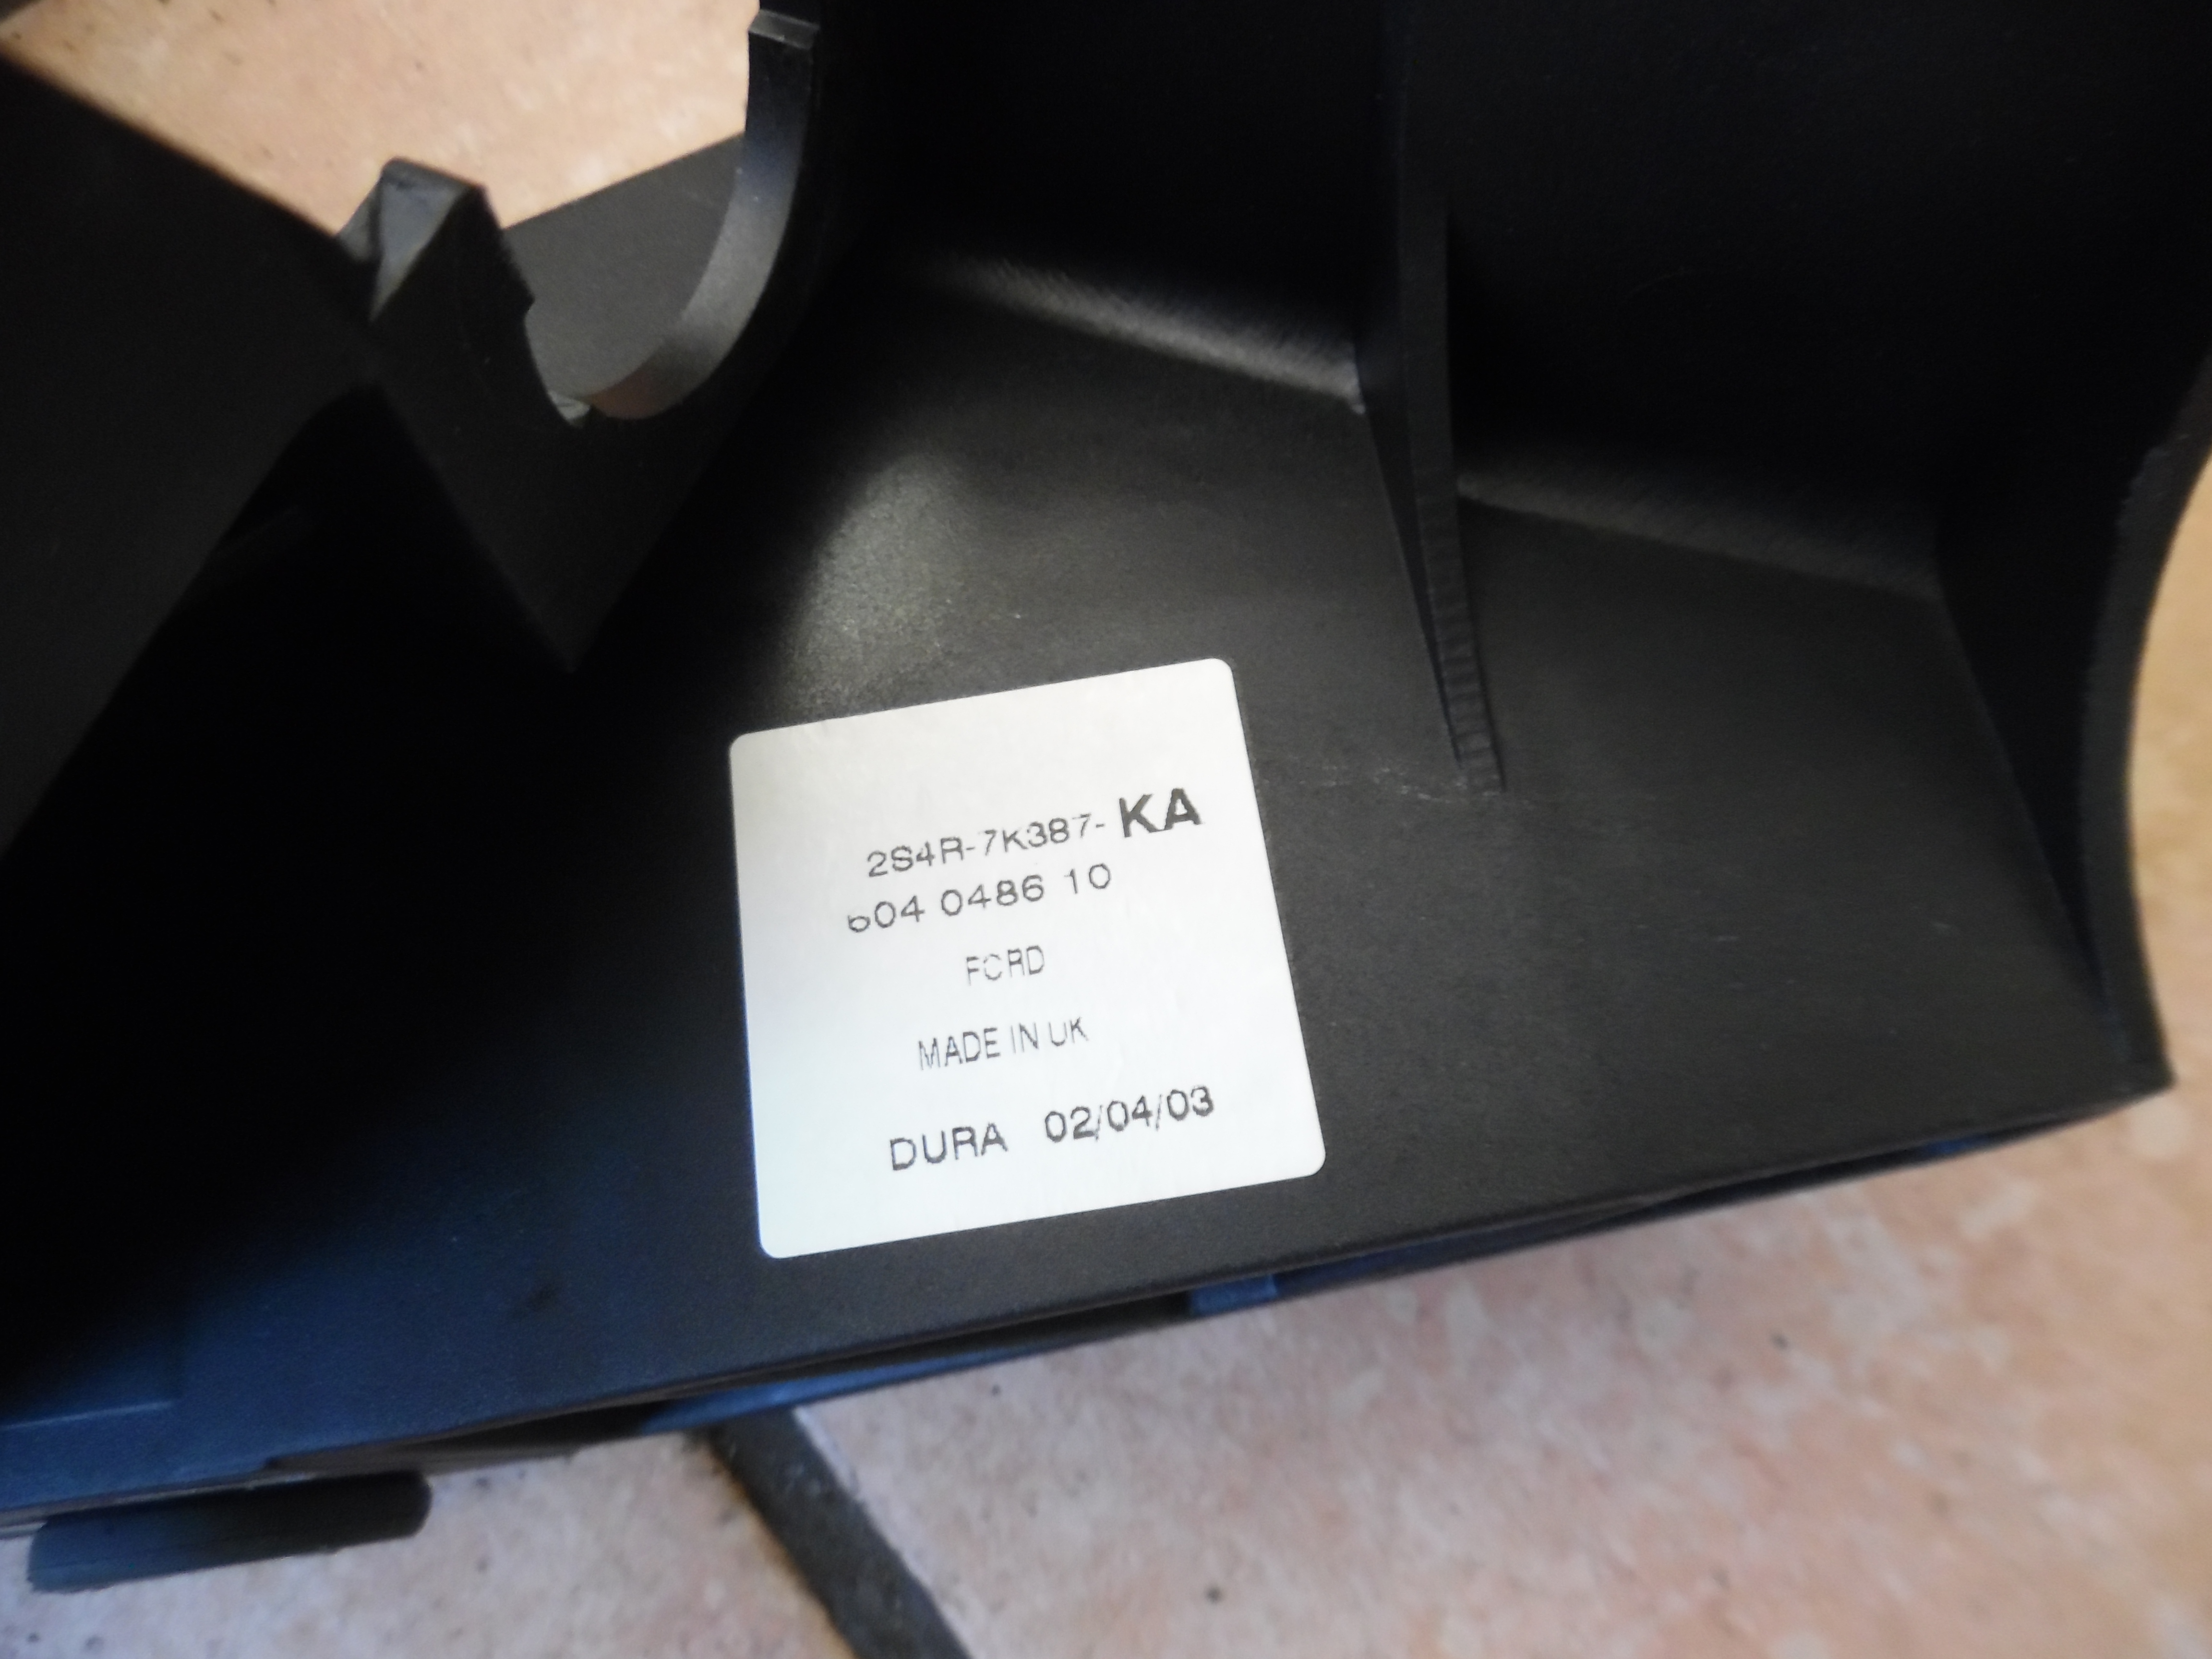 2S4R-7K387-KA
604 0486 10
FORD
MADE IN UK
DURA 02/04/03